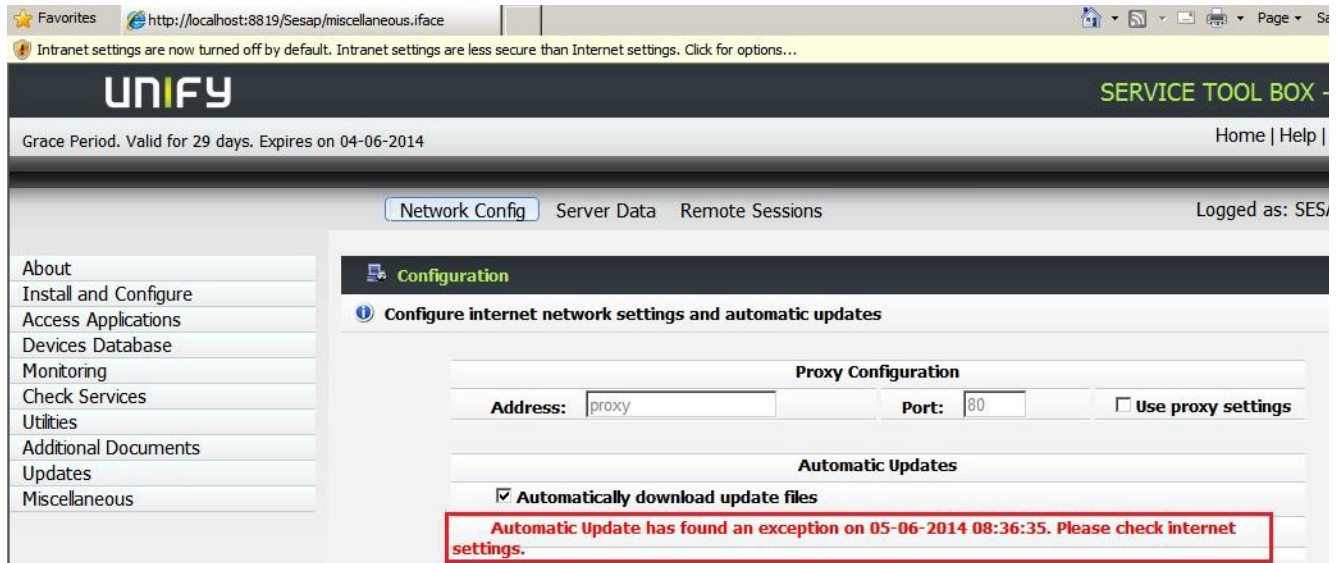 Favorites
http://localhost:8819/Sesap/miscellaneous.iface
Page
Intranet settings are now turned off by default. Intranet settings are less secure than Internet settings. Click for options...
UNIFY
SERVICE TOOL BOX -
Grace Period. Valid for 29 days. Expires on 04-06-2014
Home | Help |
Network Config Server Data Remote Sessions
Logged as: SESA
About
Install and Configure
Access Applications
Devices Database
Monitoring
Check Services
Utilities
Additional Documents
Updates
Miscellaneous
Configuration
Configure internet network settings and automatic updates
Proxy Configuration
Address: proxy Port: 80 Use proxy settings
Automatic Updates
Automatically download update files
Automatic Update has found an exception on 05-06-2014 08:36:35. Please check internet
settings.